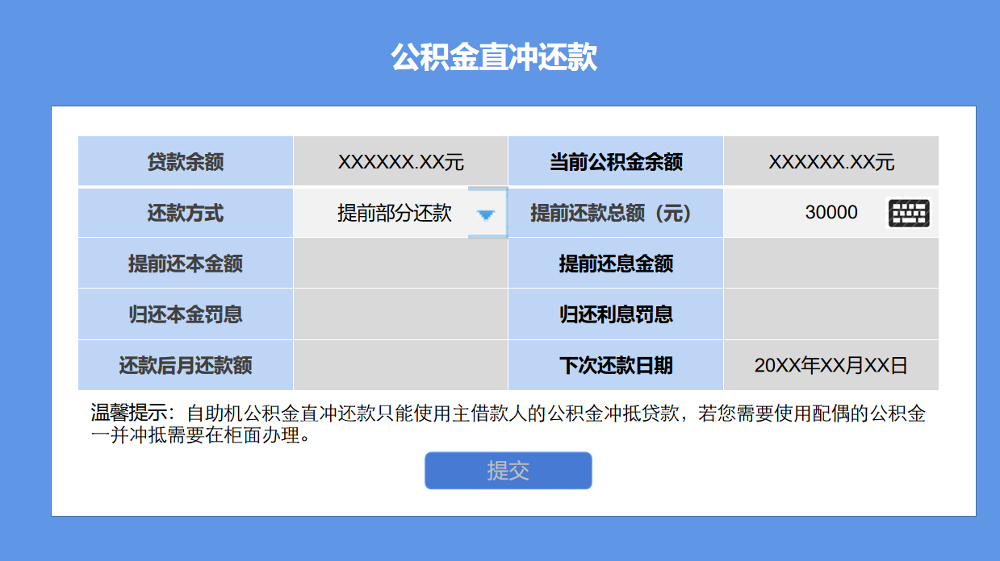 公积金直冲还款
贷款余额 XXXXXX.XX元 当前公积金余额 XXXXXX.XX元
还款方式 提前部分还款 提前还款总额（元） 30000
提前还本金额 提前还息金额
归还本金罚息 归还利息罚息
还款后月还款额 下次还款日期 20XX年XX月XX日
温馨提示：自助机公积金直冲还款只能使用主借款人的公积金冲抵贷款，若您需要使用配偶的公积金
一并冲抵需要在柜面办理。
提交